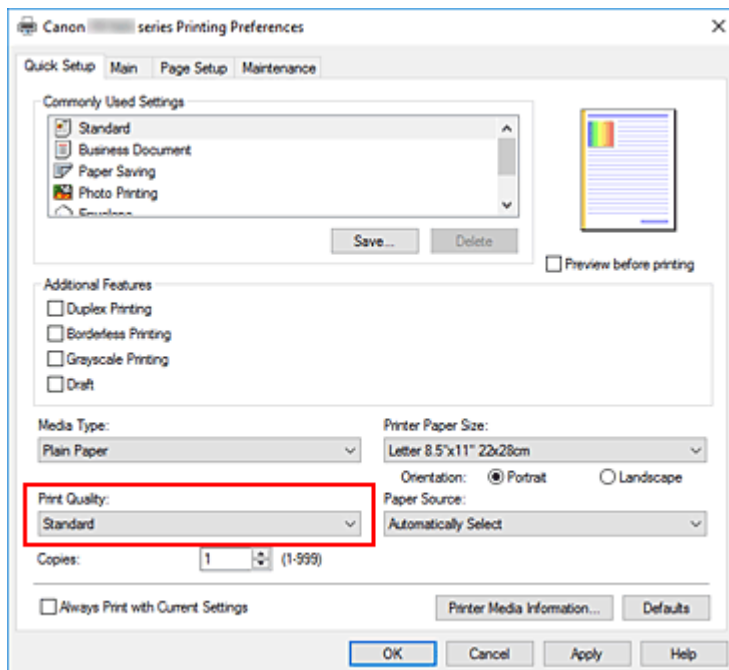 Canon series Printing Preferences
Quick Setup Main Page Setup Maintenance
Commonly Used Settings
Standard
Business Document
Paper Saving
Photo Printing
Envelope
Save... Delete
Preview before printing
Additional Features
Duplex Printing
Borderless Printing
Grayscale Printing
Draft
Media Type: Printer Paper Size:
Plain Paper Letter 8.5"x11" 22x28cm
Orientation: Portrait Landscape
Print Quality: Paper Source:
Standard Automatically Select
Copies: 1 (1-999)
Always Print with Current Settings Printer Media Information... Defaults
OK Cancel Apply Help